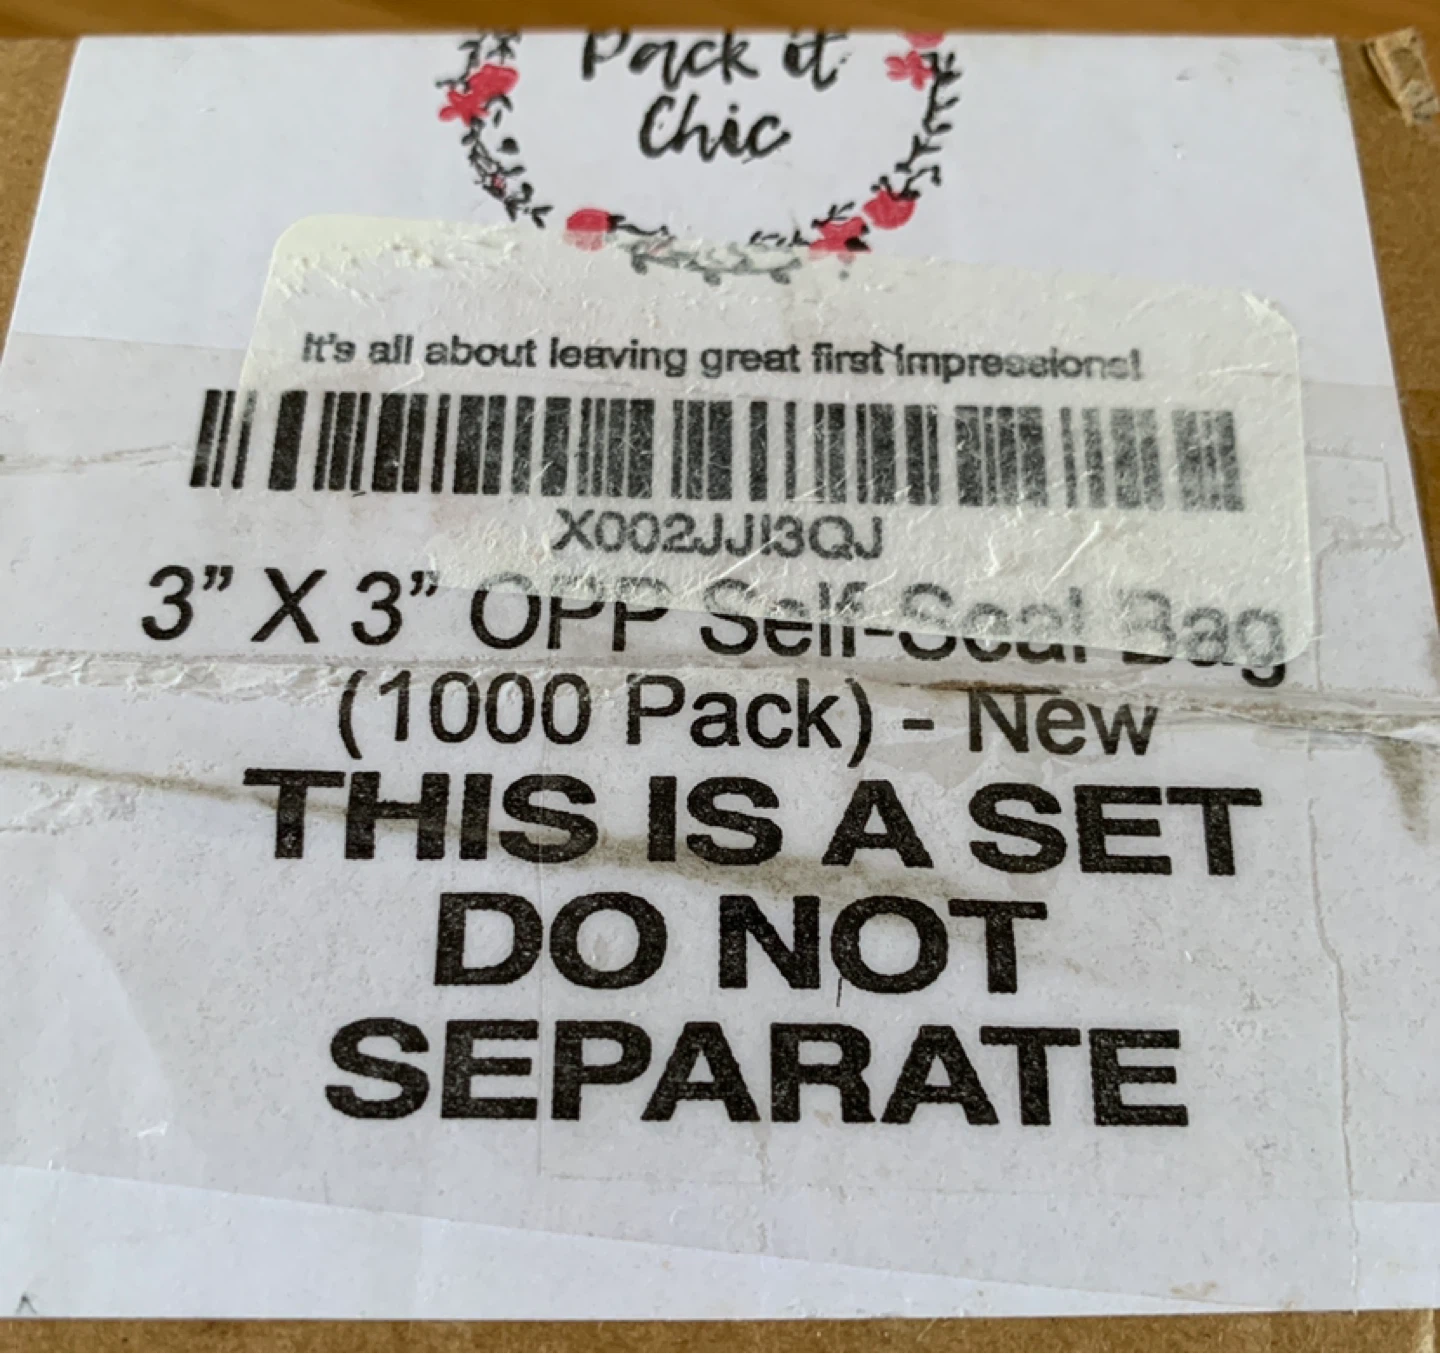 Pack it
Chic
It's all about leaving great first impressions!
X002JJI3QJ
3” X 3” OPP Self-Seal Bag
(1000 Pack) - New
THIS IS A SET
DO NOT
SEPARATE